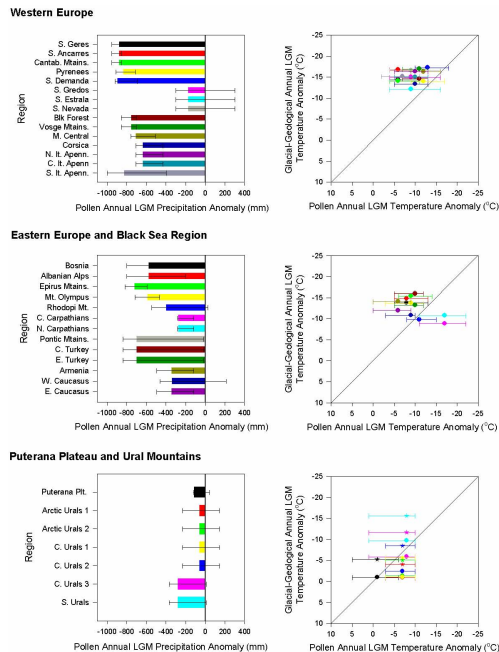 Western Europe
Region
S. Geres
S. Ancarres
Cantab. Mtains.
Pyrenees
S. Demanda
S. Gredos
S. Estrala
S. Nevada
Blk Forest
Vosge Mtains.
M. Central
Corsica
N. It. Apenn.
C. It. Apenn
S. It. Apenn.
-1000 -800 -600 -400 -200 0 200 400
Pollen Annual LGM Precipitation Anomaly (mm)
Glacial-Geological Annual LGM
Temperature Anomaly (°C)
-25
-20
-15
-10
-5
0
5
10
10 5 0 -5 -10 -15 -20 -25
Pollen Annual LGM Temperature Anomaly (°C)
Eastern Europe and Black Sea Region
Region
Bosnia
Albanian Alps
Epirus Mtains.
Mt. Olympus
Rhodopi Mt.
C. Carpathians
N. Carpathians
Pontic Mtains.
C. Turkey
E. Turkey
Armenia
W. Caucasus
E. Caucasus
-1000 -800 -600 -400 -200 0 200 400
Pollen Annual LGM Precipitation Anomaly (mm)
Glacial-Geological Annual LGM
Temperature Anomaly (°C)
-25
-20
-15
-10
-5
0
5
10
10 5 0 -5 -10 -15 -20 -25
Pollen Annual LGM Temperature Anomaly (°C)
Puterana Plateau and Ural Mountains
Region
Puterana Plt.
Arctic Urals 1
Arctic Urals 2
C. Urals 1
C. Urals 2
C. Urals 3
S. Urals
-1000 -800 -600 -400 -200 0 200 400
Pollen Annual LGM Precipitation Anomaly (mm)
Glacial-Geological Annual LGM
Temperature Anomaly (°C)
-25
-20
-15
-10
-5
0
5
10
10 5 0 -5 -10 -15 -20 -25
Pollen Annual LGM Temperature Anomaly (°C)